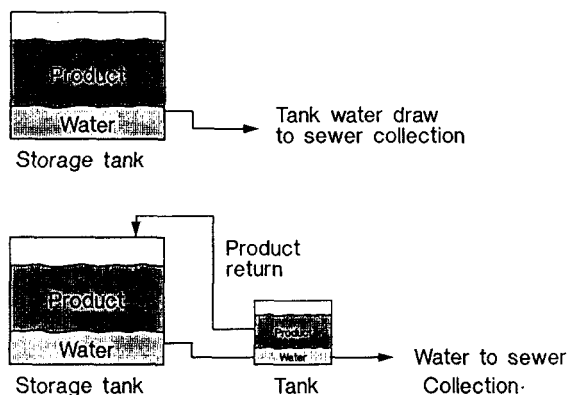 Product
Water
Tank water draw
to sewer collection
Storage tank
Product
return
Product
Product
Water
Water
Water to sewer
Storage tank
Tank
Collection·